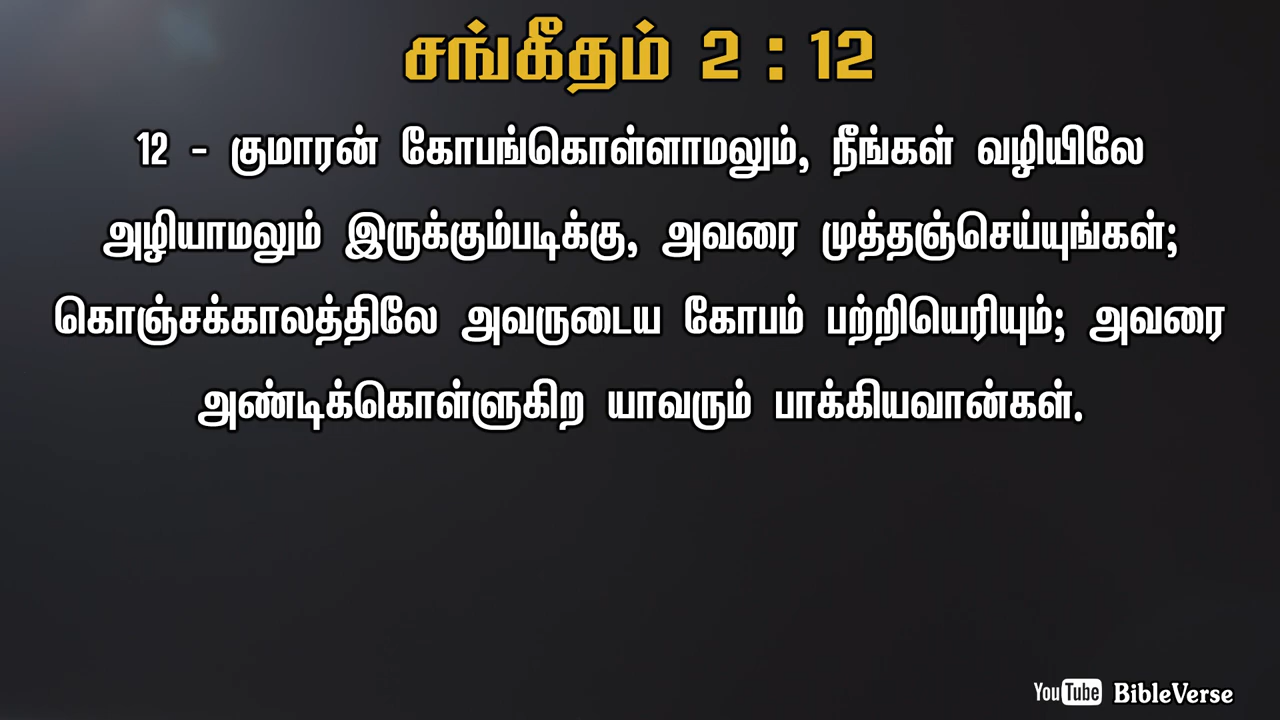 சங்கீதம் 2 : 12
12 - குமாரன் கோபங்கொள்ளாமலும், நீங்கள் வழியிலே
அழியாமலும் இருக்கும்படிக்கு, அவரை முத்தஞ்செய்யுங்கள்;
கொஞ்சக்காலத்திலே அவருடைய கோபம் பற்றியெரியும்; அவரை
அண்டிக்கொள்ளுகிற யாவரும் பாக்கியவான்கள்.
YouTube BibleVerse